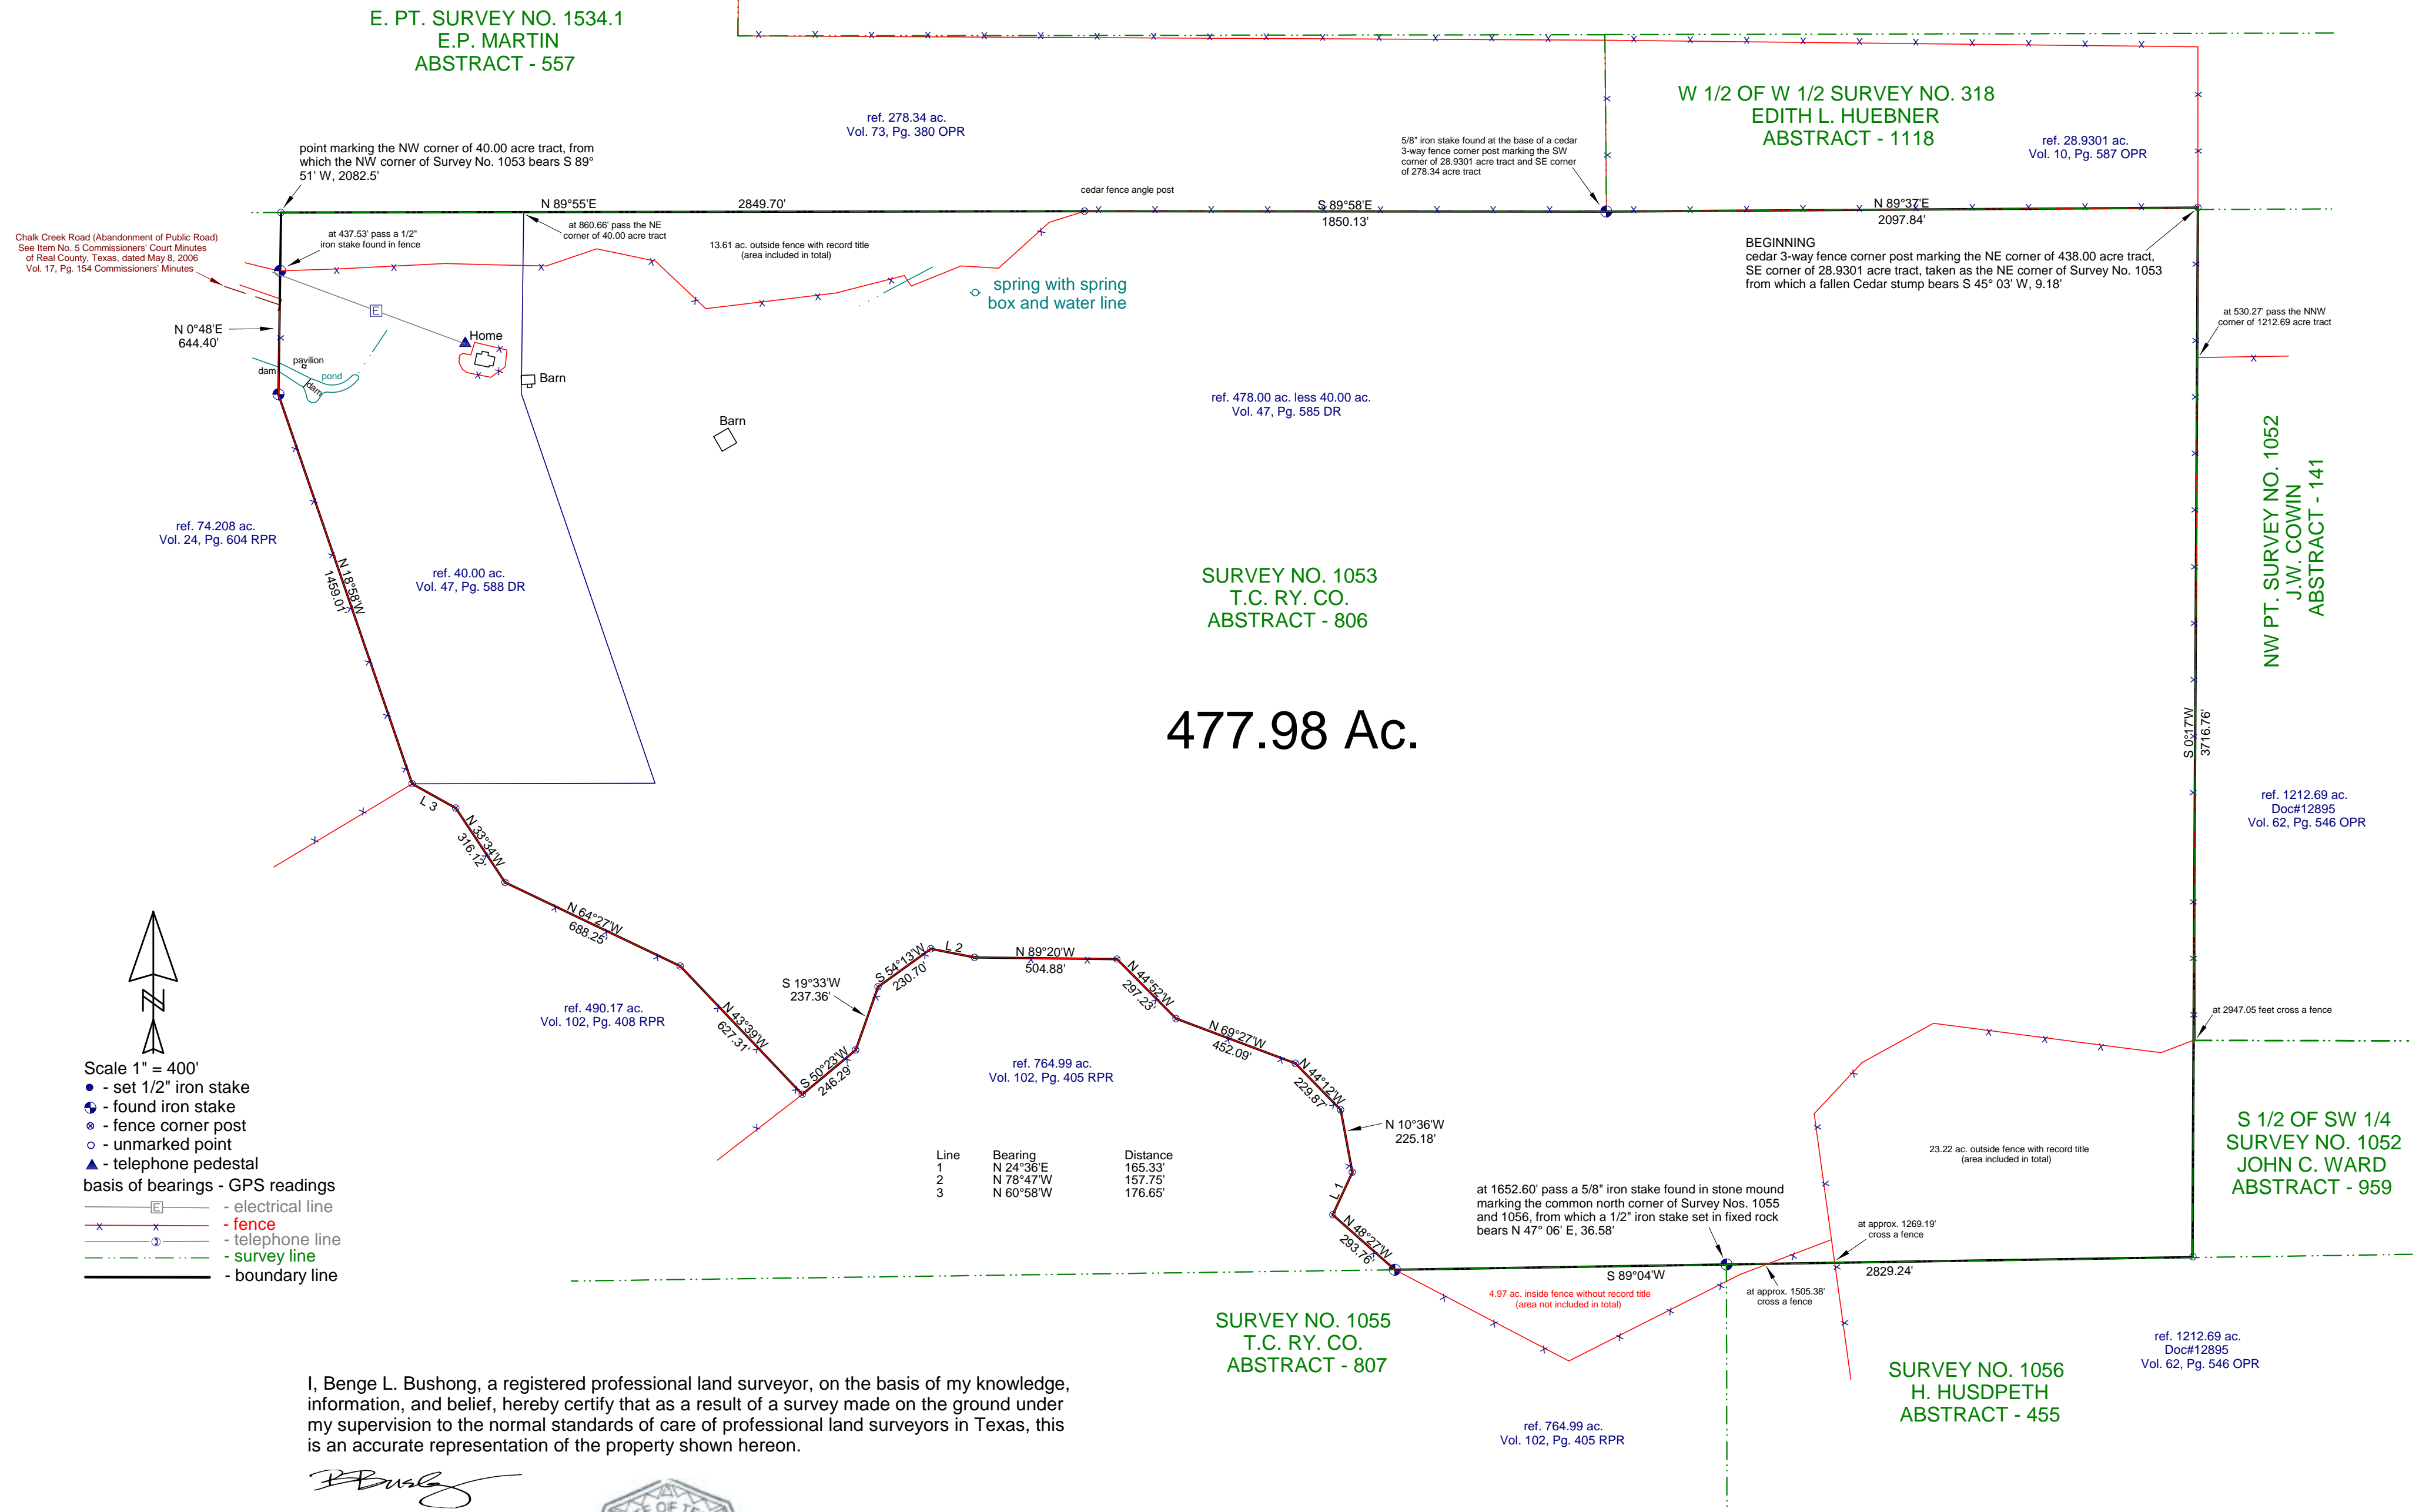 E. PT. SURVEY NO. 1534.1
E.P. MARTIN
ABSTRACT - 557
W 1/2 OF W 1/2 SURVEY NO. 318
EDITH L. HUEBNER
ABSTRACT - 1118
ref. 278.34 ac.
Vol. 73, Pg. 380 OPR
ref. 28.9301 ac.
Vol. 10, Pg. 587 OPR
5/8" iron stake found at the base of a cedar
3-way fence corner post marking the SW
corner of 28.9301 acre tract and SE corner
of 278.34 acre tract
point marking the NW corner of 40.00 acre tract, from
which the NW corner of Survey No. 1053 bears S 89°
51' W, 2082.5'
cedar fence angle post
N 89°55'E
2849.70'
S 89°58'E
1850.13'
N 89°37'E
2097.84'
Chalk Creek Road (Abandonment of Public Road)
See Item No. 5 Commissioners' Court Minutes
of Real County, Texas, dated May 8, 2006
Vol. 17, Pg. 154 Commissioners' Minutes
at 437.53' pass a 1/2"
iron stake found in fence
at 860.66' pass the NE
corner of 40.00 acre tract
13.61 ac. outside fence with record title
(area included in total)
BEGINNING
cedar 3-way fence corner post marking the NE corner of 438.00 acre tract,
SE corner of 28.9301 acre tract, taken as the NE corner of Survey No. 1053
from which a fallen Cedar stump bears S 45° 03' W, 9.18'
spring with spring
box and water line
E
N 0°48'E
644.40'
Home
pavilion
dam
pond
dam
Barn
Barn
at 530.27' pass the NNW
corner of 1212.69 acre tract
ref. 478.00 ac. less 40.00 ac.
Vol. 47, Pg. 585 DR
NW PT. SURVEY NO. 1052
J.W. COWIN
ABSTRACT - 141
ref. 74.208 ac.
Vol. 24, Pg. 604 RPR
N 18°58'W
1459.01'
ref. 40.00 ac.
Vol. 47, Pg. 588 DR
SURVEY NO. 1053
T.C. RY. CO.
ABSTRACT - 806
477.98 Ac.
S 0°17'W
3716.76'
ref. 1212.69 ac.
Doc#12895
Vol. 62, Pg. 546 OPR
L 3
N 33°34'W
316.12'
N 64°27'W
688.25'
N 43°39'W
627.31'
S 50°23'W
246.29'
S 19°33'W
237.36'
S 54°13'W
230.70'
L 2
N 89°20'W
504.88'
N 44°52'W
297.23'
N 69°27'W
452.09'
N 44°12'W
229.87'
N 10°36'W
225.18'
L 1
N 48°27'W
293.76'
ref. 490.17 ac.
Vol. 102, Pg. 408 RPR
ref. 764.99 ac.
Vol. 102, Pg. 405 RPR
at 2947.05 feet cross a fence
Line Bearing Distance
1 N 24°36'E 165.33'
2 N 78°47'W 157.75'
3 N 60°58'W 176.65'
N
Scale 1" = 400'
- set 1/2" iron stake
- found iron stake
- fence corner post
- unmarked point
- telephone pedestal
basis of bearings - GPS readings
E - electrical line
- fence
- telephone line
- survey line
- boundary line
23.22 ac. outside fence with record title
(area included in total)
S 1/2 OF SW 1/4
SURVEY NO. 1052
JOHN C. WARD
ABSTRACT - 959
at 1652.60' pass a 5/8" iron stake found in stone mound
marking the common north corner of Survey Nos. 1055
and 1056, from which a 1/2" iron stake set in fixed rock
bears N 47° 06' E, 36.58'
at approx. 1269.19'
cross a fence
S 89°04'W
2829.24'
at approx. 1505.38'
cross a fence
4.97 ac. inside fence without record title
(area not included in total)
SURVEY NO. 1055
T.C. RY. CO.
ABSTRACT - 807
ref. 1212.69 ac.
Doc#12895
Vol. 62, Pg. 546 OPR
SURVEY NO. 1056
H. HUSDPETH
ABSTRACT - 455
ref. 764.99 ac.
Vol. 102, Pg. 405 RPR
I, Benge L. Bushong, a registered professional land surveyor, on the basis of my knowledge,
information, and belief, hereby certify that as a result of a survey made on the ground under
my supervision to the normal standards of care of professional land surveyors in Texas, this
is an accurate representation of the property shown hereon.